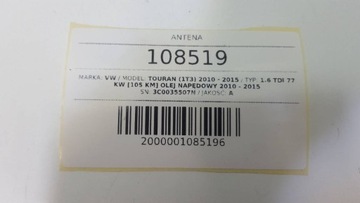 ANTENA
108519
MARKA: VW / MODEL: TOURAN (1T3) 2010 - 2015 / TYP: 1.6 TDI 77
KW [105 KM] OLEJ NAPĘDOWY 2010 - 2015
SN: 3C0035507N / JAKOŚĆ: A
2000001085196